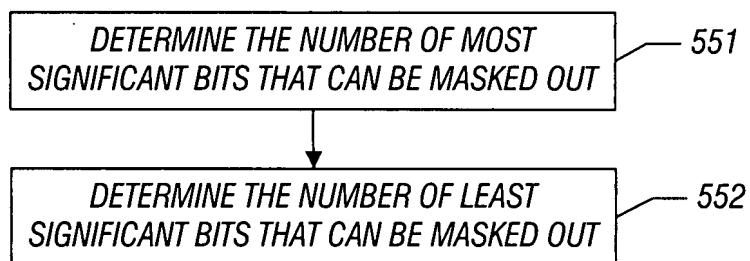 DETERMINE THE NUMBER OF MOST
SIGNIFICANT BITS THAT CAN BE MASKED OUT
551
DETERMINE THE NUMBER OF LEAST
SIGNIFICANT BITS THAT CAN BE MASKED OUT
552